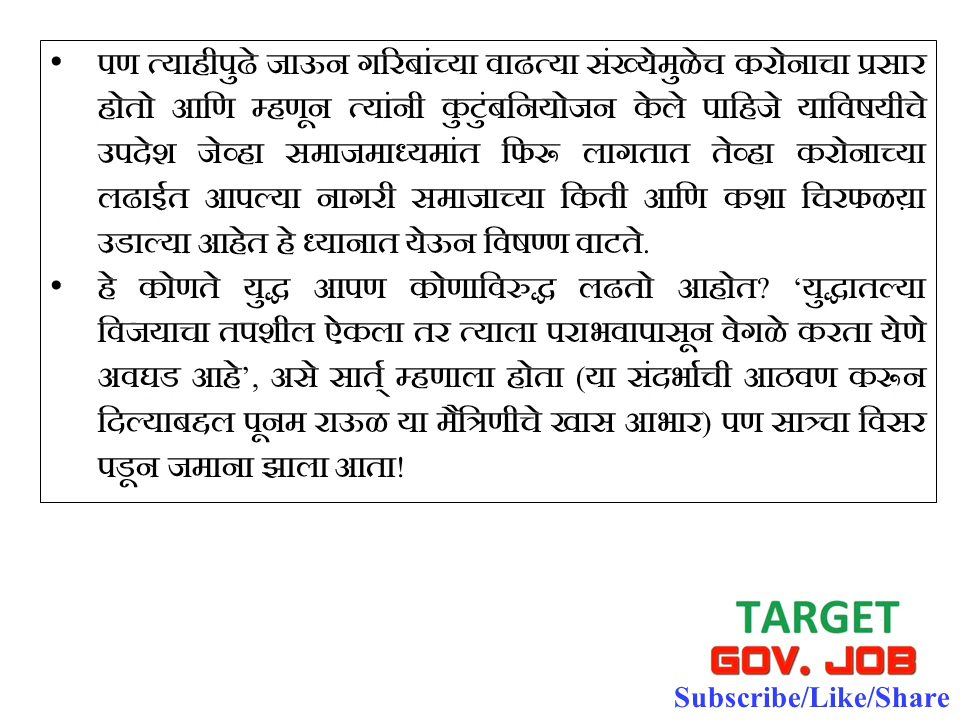 • पण त्याहीपुढे जाऊन गरिबांच्या वाढत्या संख्येमुळेच करोनाचा प्रसार
होतो आणि म्हणून त्यांनी कुटुंबनियोजन केले पाहिजे याविषयीचे
उपदेश जेव्हा समाजमाध्यमांत फिरू लागतात तेव्हा करोनाच्या
लढाईत आपल्या नागरी समाजाच्या किती आणि कशा चिरफळय़ा
उडाल्या आहेत हे ध्यानात येऊन विषण्ण वाटते.
• हे कोणते युद्ध आपण कोणाविरुद्ध लढतो आहोत? ‘युद्धातल्या
विजयाचा तपशील ऐकला तर त्याला पराभवापासून वेगळे करता येणे
अवघड आहे’, असे सार्त् म्हणाला होता (या संदर्भाची आठवण करून
दिल्याबद्दल पूनम राऊळ या मैत्रिणीचे खास आभार) पण सात्र्चा विसर
पडून जमाना झाला आता!
TARGET
GOV. JOB
Subscribe/Like/Share